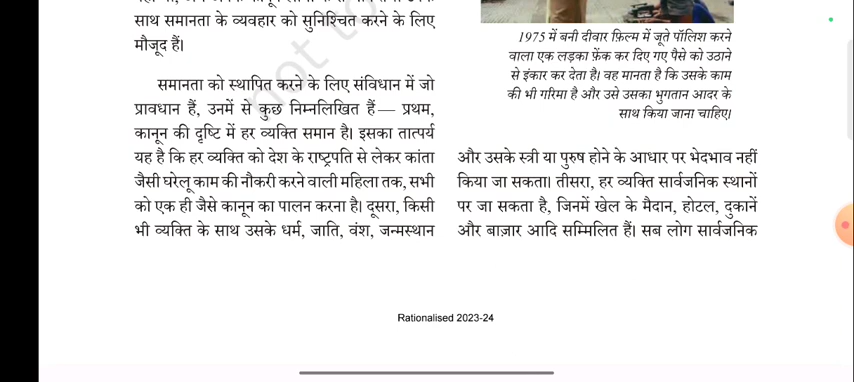 साथ समानता के व्यवहार को सुनिश्चित करने के लिए
मौजूद हैं।
समानता को स्थापित करने के लिए संविधान में जो
प्रावधान हैं, उनमें से कुछ निम्नलिखित हैं— प्रथम,
कानून की दृष्टि में हर व्यक्ति समान है। इसका तात्पर्य
यह है कि हर व्यक्ति को देश के राष्ट्रपति से लेकर कांता
जैसी घरेलू काम की नौकरी करने वाली महिला तक, सभी
को एक ही जैसे कानून का पालन करना है। दूसरा, किसी
भी व्यक्ति के साथ उसके धर्म, जाति, वंश, जन्मस्थान
1975 में बनी दीवार फ़िल्म में जूते पॉलिश करने
वाला एक लड़का फ़ेंक कर दिए गए पैसे को उठाने
से इंकार कर देता है। वह मानता है कि उसके काम
की भी गरिमा है और उसे उसका भुगतान आदर के
साथ किया जाना चाहिए।
और उसके स्त्री या पुरुष होने के आधार पर भेदभाव नहीं
किया जा सकता। तीसरा, हर व्यक्ति सार्वजनिक स्थानों
पर जा सकता है, जिनमें खेल के मैदान, होटल, दुकानें
और बाज़ार आदि सम्मिलित हैं। सब लोग सार्वजनिक
Rationalised 2023-24
not to